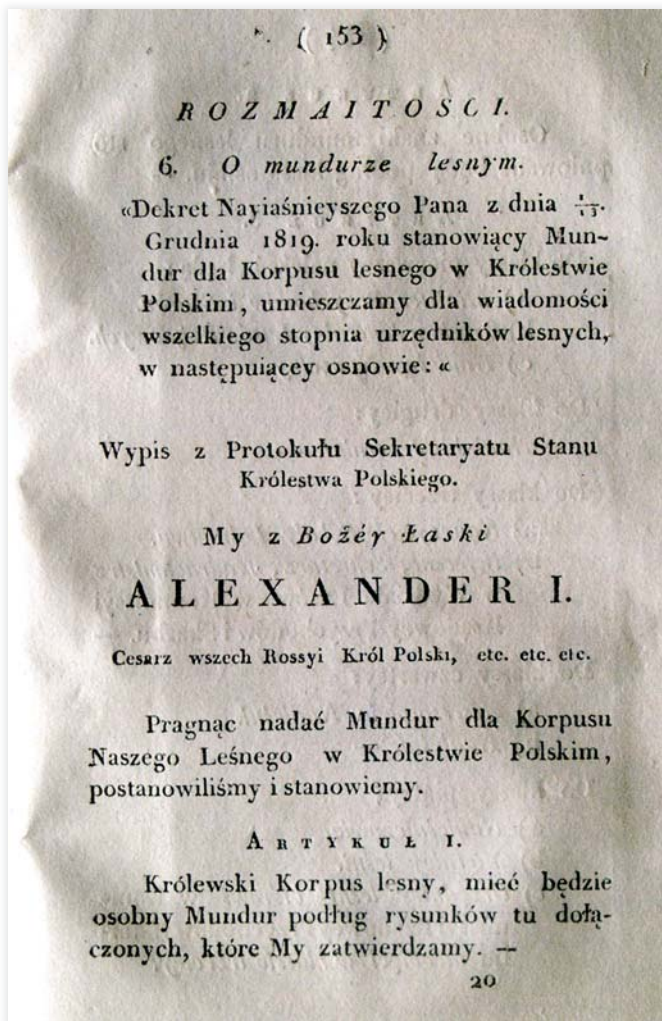 ( 153 )
ROZMAITOSCI.
6. O mundurze lesnym.
«Dekret Nayiaśnieyszego Pana z dnia 1/13.
Grudnia 1819. roku stanowiący Mun-
dur dla Korpusu lesnego w Królestwie
Polskim, umieszczamy dla wiadomości
wszelkiego stopnia urzędników lesnych,
w następuiącey osnowie: «
Wypis z Protokułu Sekretaryatu Stanu
Królestwa Polskiego.
My z Bożéy Łaski
ALEXANDER I.
Cesarz wszech Rossyi Król Polski, etc. etc. etc.
Pragnąc nadać Mundur dla Korpusu
Naszego Leśnego w Królestwie Polskim,
postanowiliśmy i stanowiemy.
ARTYKUŁ I.
Królewski Korpus lesny, mieć będzie
osobny Mundur podług rysunków tu dołą-
czonych, które My zatwierdzamy. —
20